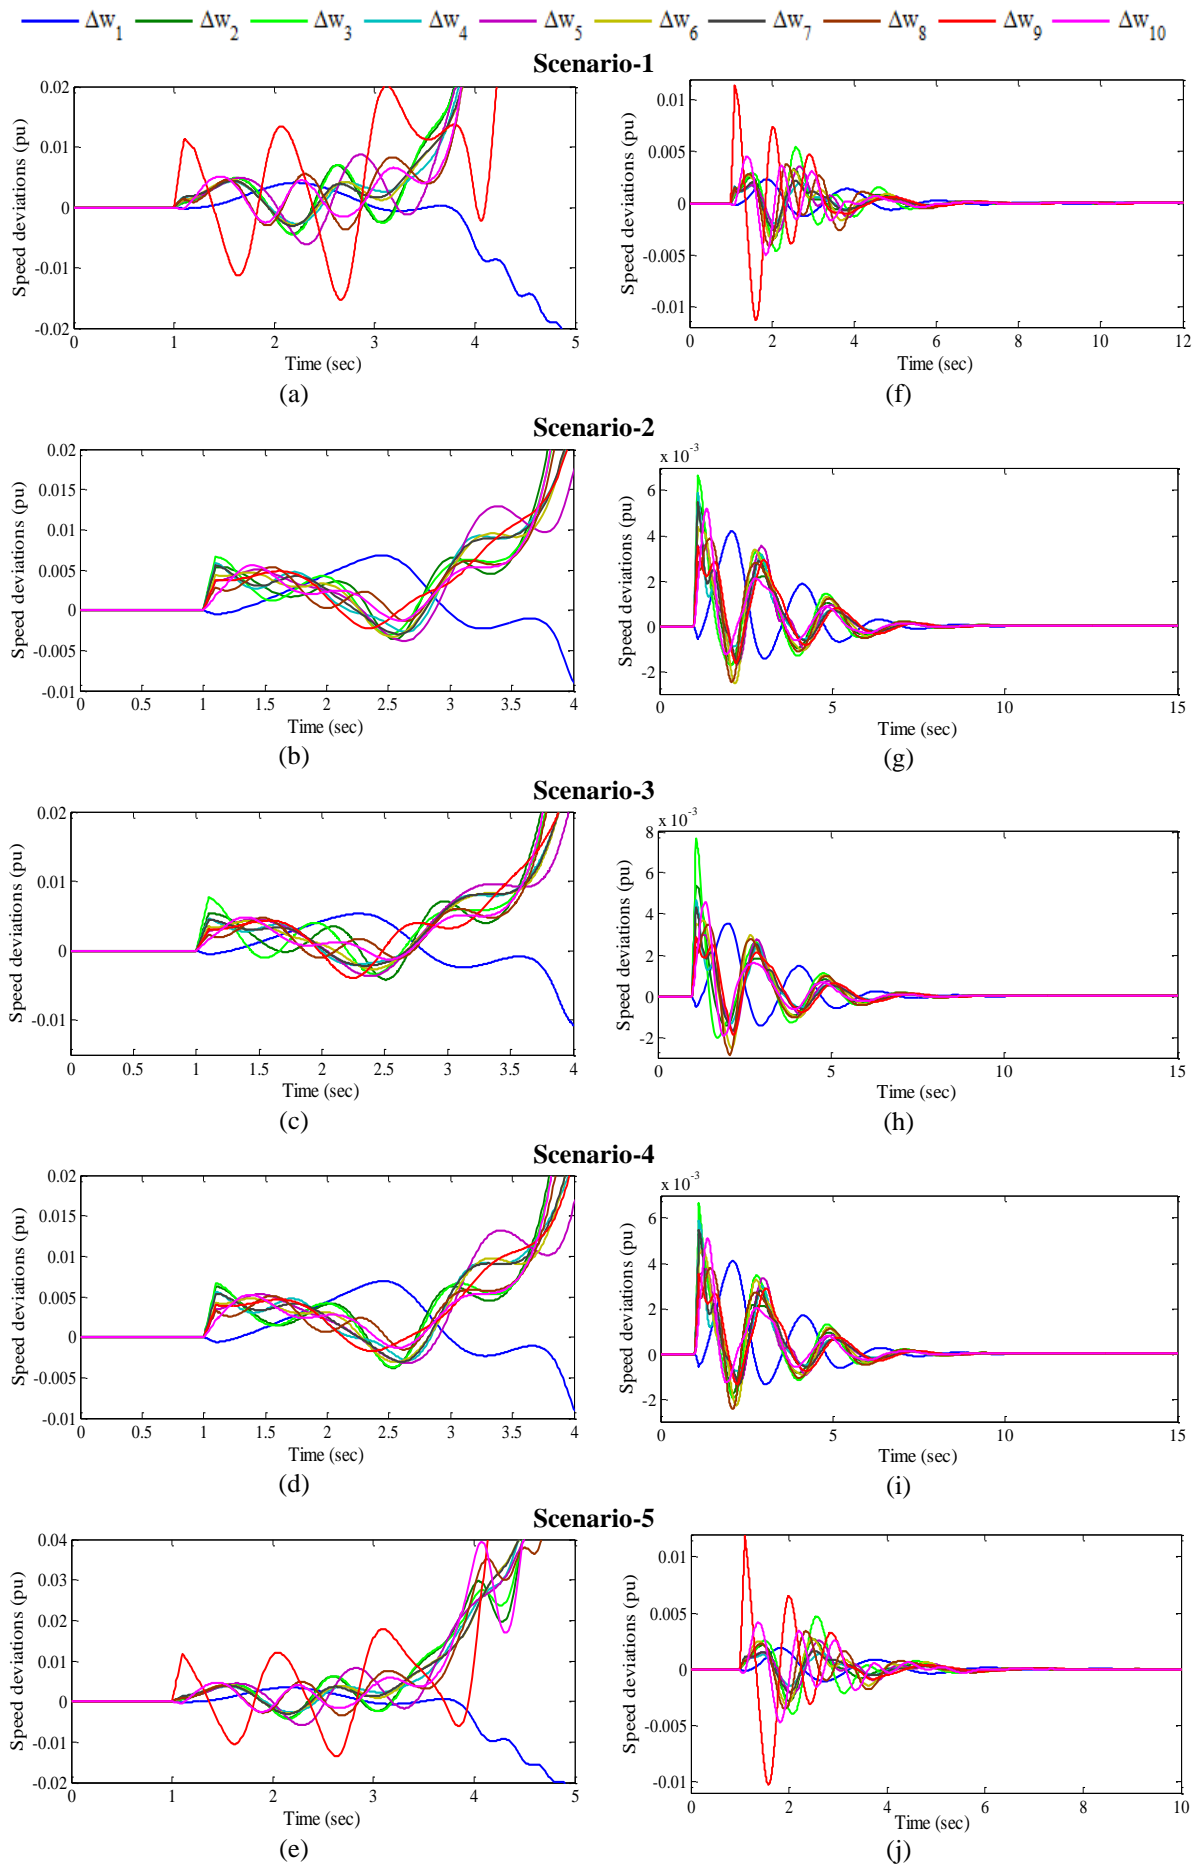 Δw1 Δw2 Δw3 Δw4 Δw5 Δw6 Δw7 Δw8 Δw9 Δw10
Scenario-1
Speed deviations (pu)
0.02
0.01
0
-0.01
-0.02
0 1 2 3 4 5
Time (sec)
(a)
Speed deviations (pu)
0.01
0.005
0
-0.005
-0.01
0 2 4 6 8 10 12
Time (sec)
(f)
Scenario-2
Speed deviations (pu)
0.02
0.015
0.01
0.005
0
-0.005
-0.01
0 0.5 1 1.5 2 2.5 3 3.5 4
Time (sec)
(b)
x 10-3
Speed deviations (pu)
6
4
2
0
-2
0 5 10 15
Time (sec)
(g)
Scenario-3
Speed deviations (pu)
0.02
0.01
0
-0.01
0 0.5 1 1.5 2 2.5 3 3.5 4
Time (sec)
(c)
x 10-3
Speed deviations (pu)
8
6
4
2
0
-2
0 5 10 15
Time (sec)
(h)
Scenario-4
Speed deviations (pu)
0.02
0.015
0.01
0.005
0
-0.005
-0.01
0 0.5 1 1.5 2 2.5 3 3.5 4
Time (sec)
(d)
x 10-3
Speed deviations (pu)
6
4
2
0
-2
0 5 10 15
Time (sec)
(i)
Scenario-5
Speed deviations (pu)
0.04
0.03
0.02
0.01
0
-0.01
-0.02
0 1 2 3 4 5
Time (sec)
(e)
Speed deviations (pu)
0.01
0.005
0
-0.005
-0.01
0 2 4 6 8 10
Time (sec)
(j)